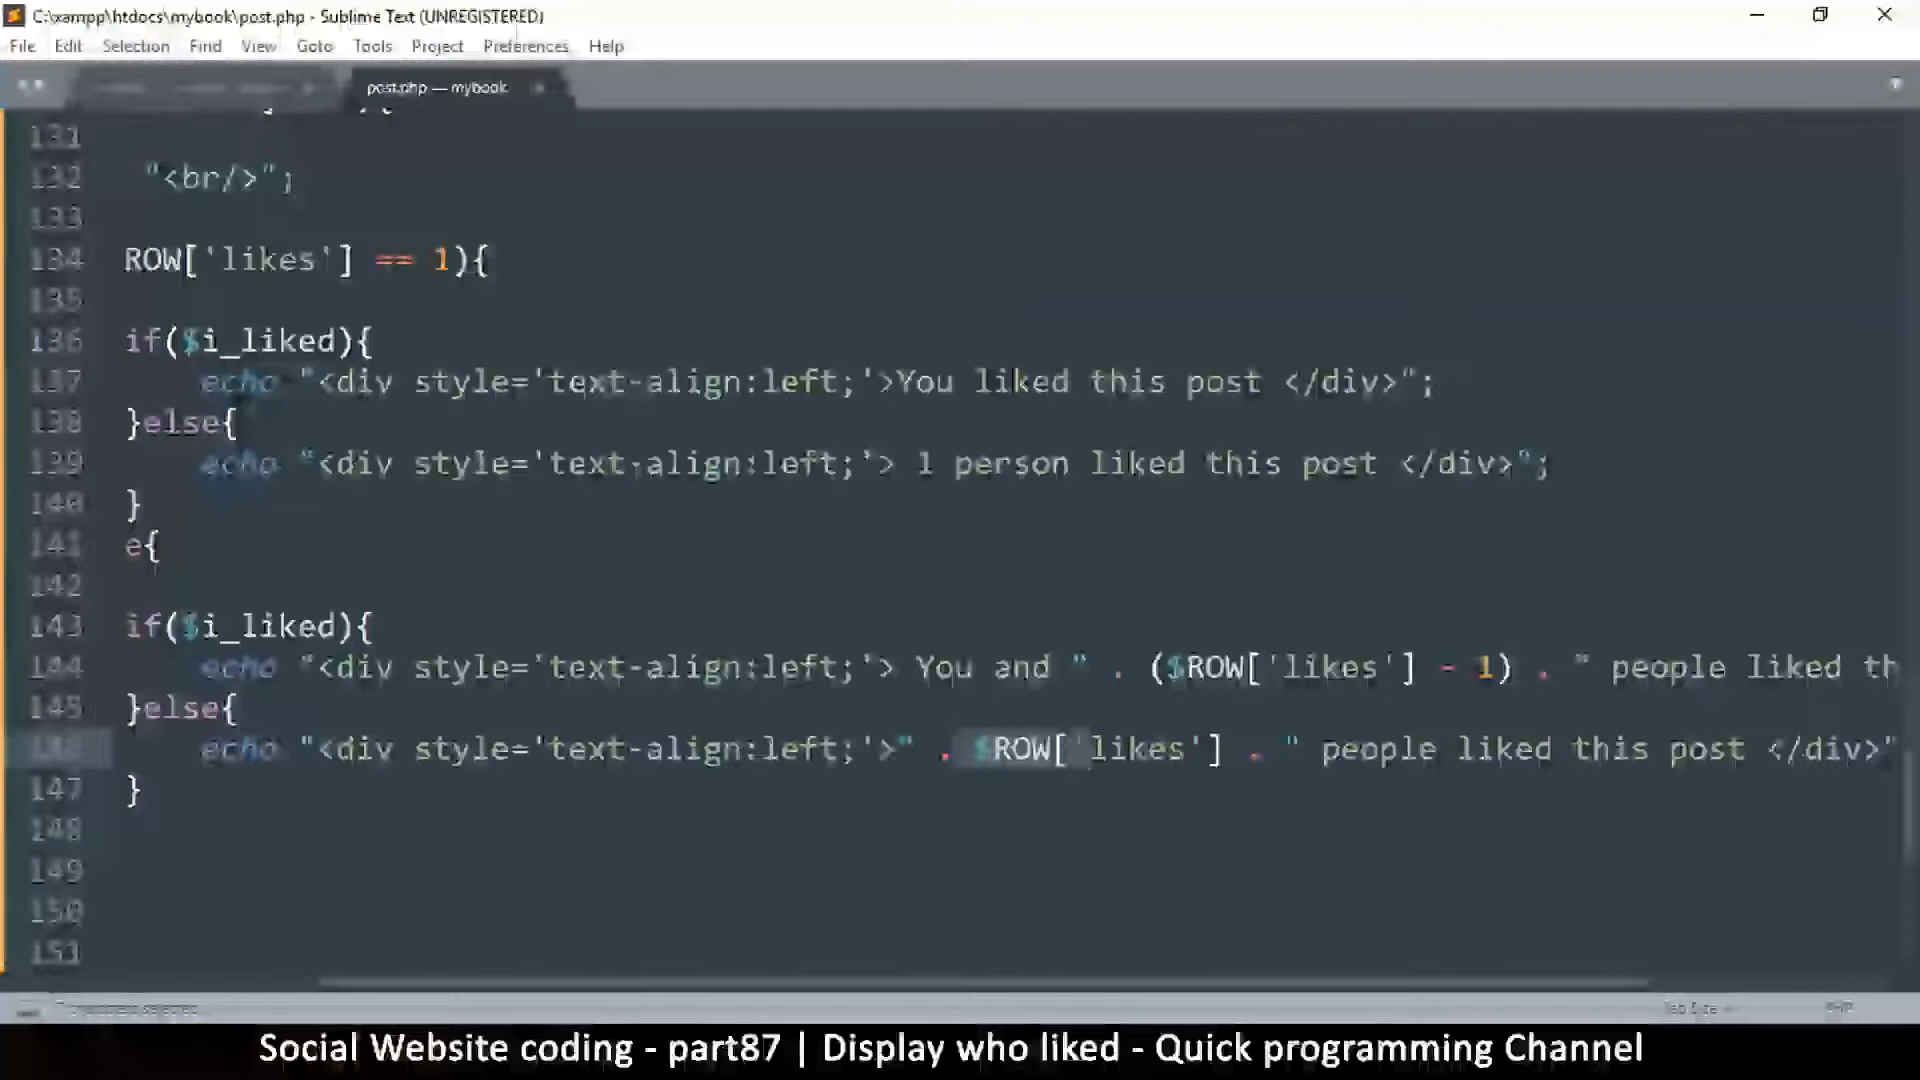 C:\xampp\htdocs\mybook\post.php - Sublime Text (UNREGISTERED)
File Edit Selection Find View Goto Tools Project Preferences Help
post.php — mybook
131
132 "<br/>";
133
134 ROW['likes'] == 1){
135
136 if($i_liked){
137 echo "<div style='text-align:left;'>You liked this post </div>";
138 }else{
139 echo "<div style='text-align:left;'> 1 person liked this post </div>";
140 }
141 e{
142
143 if($i_liked){
144 echo "<div style='text-align:left;'> You and " . ($ROW['likes'] - 1) . " people liked th
145 }else{
146 echo "<div style='text-align:left;'>" . $ROW['likes'] . " people liked this post </div>"
147 }
148
149
150
151
Tab Size
PHP
Social Website coding - part87 | Display who liked - Quick programming Channel